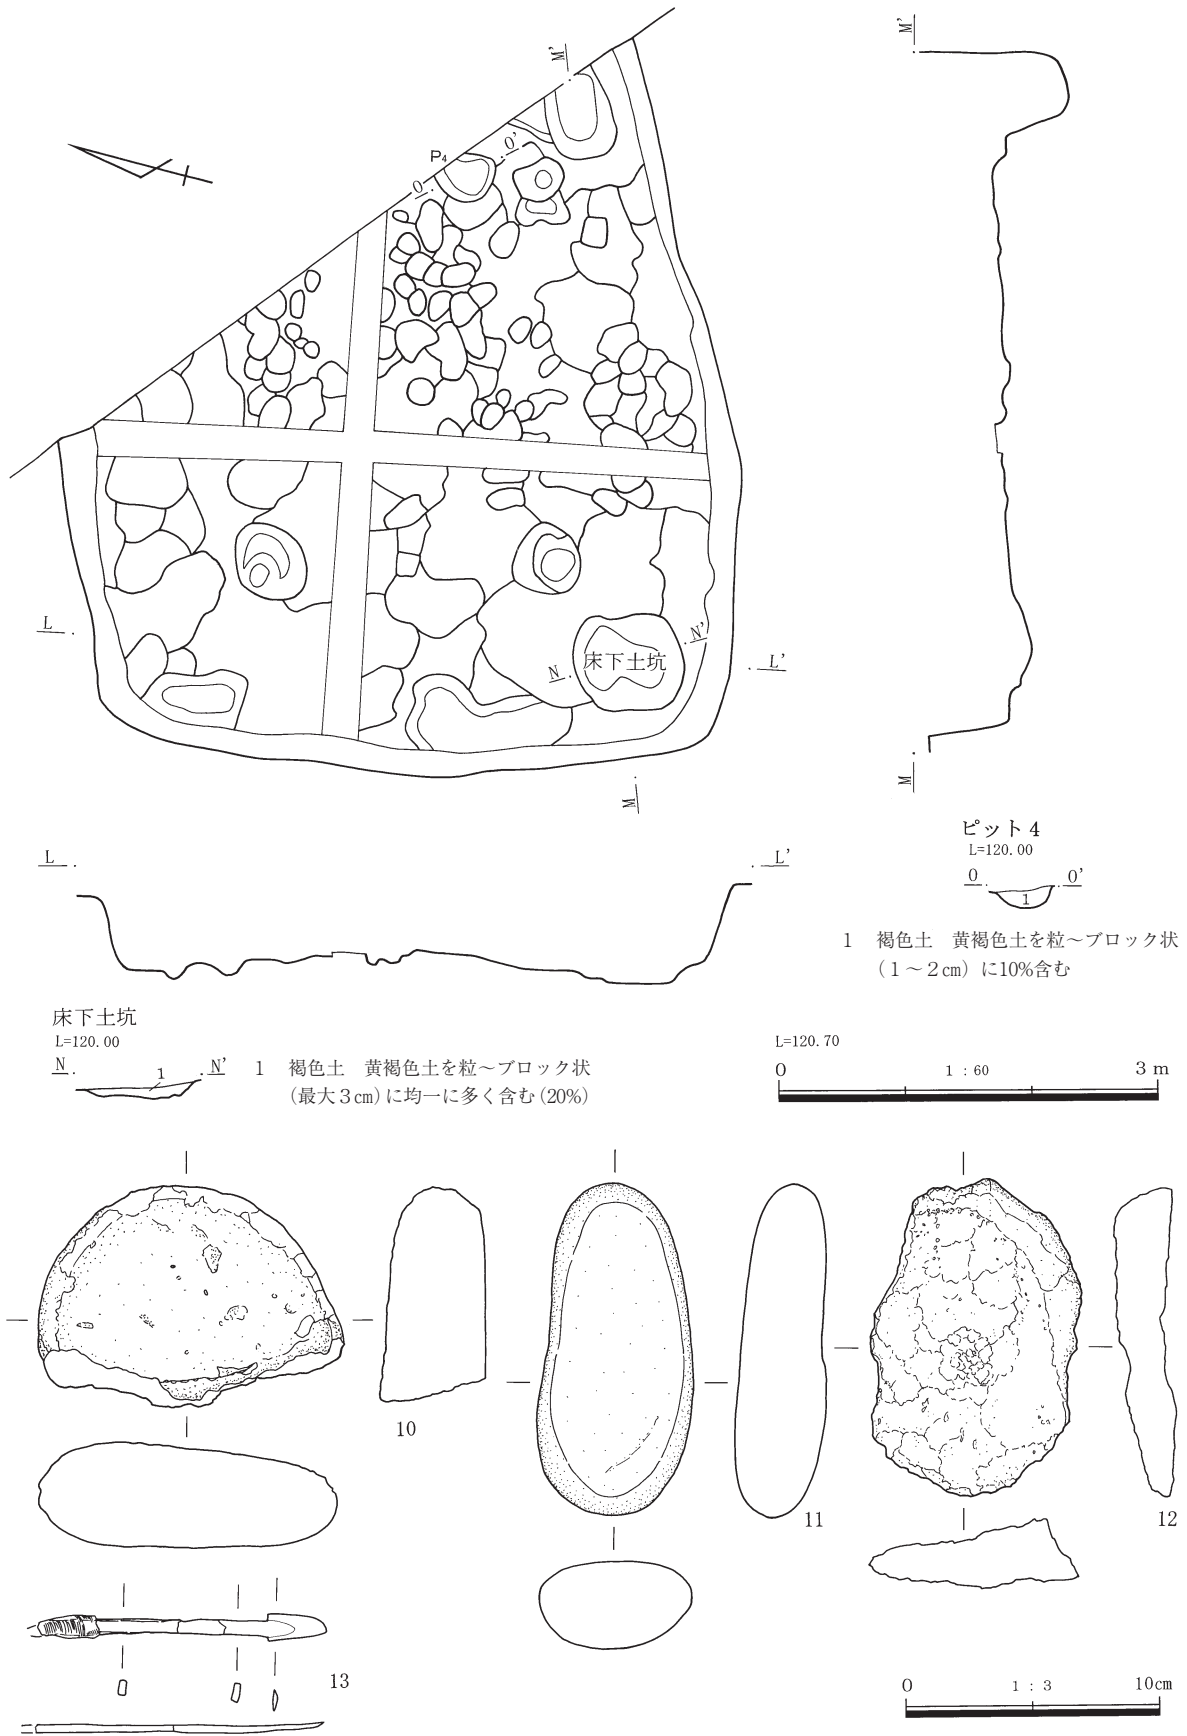 M'
M'
P4
O
O'
L
N
床下土坑
N'
L'
M
M
ピット4
L=120.00
O
O'
1
1 褐色土 黄褐色土を粒~ブロック状
(1~2㎝)に10%含む
L
L'
床下土坑
L=120.00
N
1
N'
1 褐色土 黄褐色土を粒~ブロック状
(最大3㎝)に均一に多く含む(20%)
L=120.70
0
1:60
3m
10
11
12
13
0
1:3
10㎝